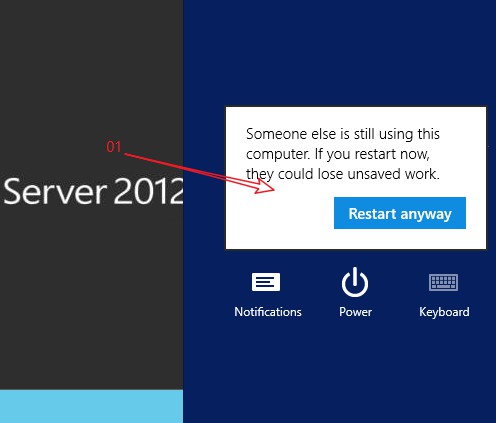 01
Server 2012
Someone else is still using this
computer. If you restart now,
they could lose unsaved work.
Restart anyway
Notifications
Power
Keyboard